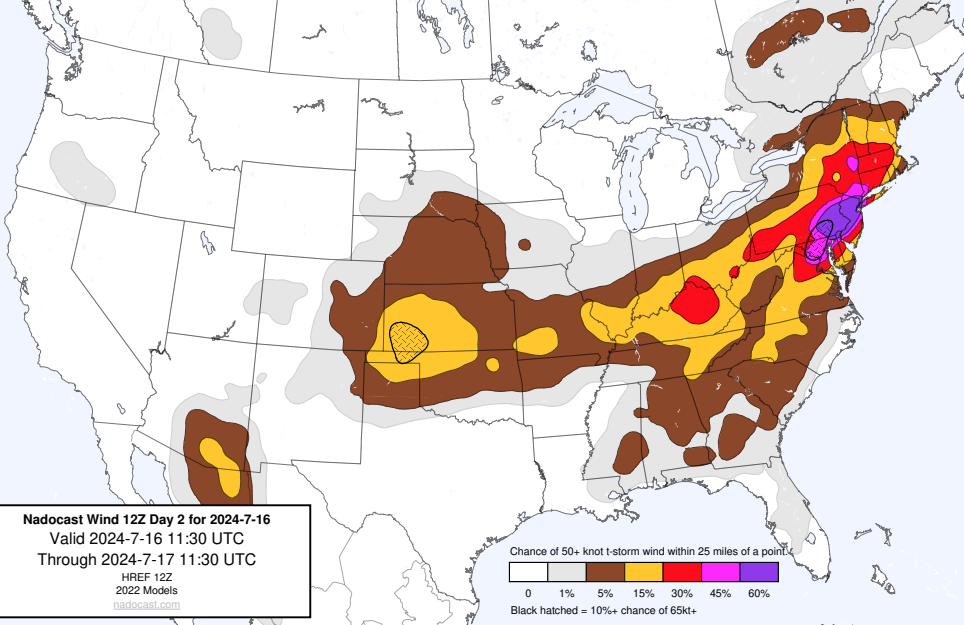 Nadocast Wind 12Z Day 2 for 2024-7-16
Valid 2024-7-16 11:30 UTC
Through 2024-7-17 11:30 UTC
HREF 12Z
2022 Models
nadocast.com
Chance of 50+ knot t-storm wind within 25 miles of a point.
0 1% 5% 15% 30% 45% 60%
Black hatched = 10%+ chance of 65kt+